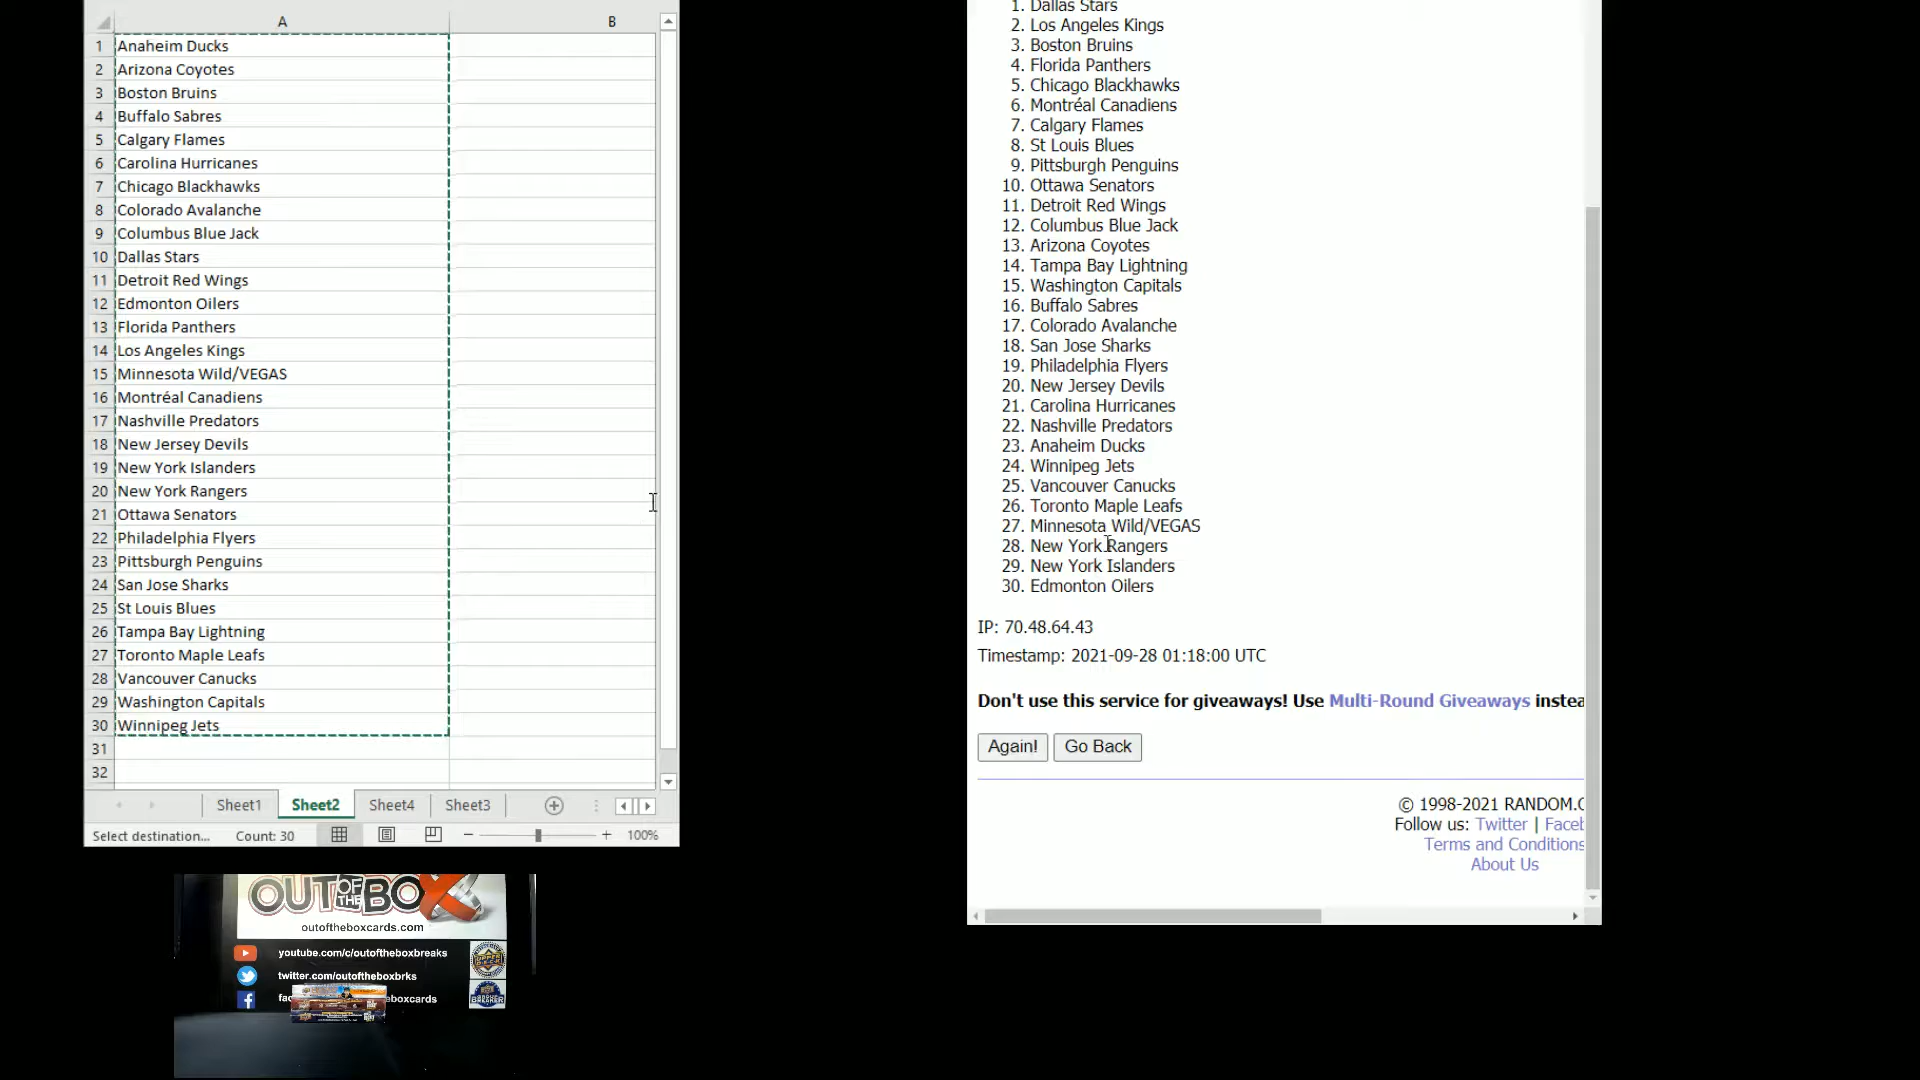 A
B
1 Anaheim Ducks
2 Arizona Coyotes
3 Boston Bruins
4 Buffalo Sabres
5 Calgary Flames
6 Carolina Hurricanes
7 Chicago Blackhawks
8 Colorado Avalanche
9 Columbus Blue Jack
10 Dallas Stars
11 Detroit Red Wings
12 Edmonton Oilers
13 Florida Panthers
14 Los Angeles Kings
15 Minnesota Wild/VEGAS
16 Montréal Canadiens
17 Nashville Predators
18 New Jersey Devils
19 New York Islanders
20 New York Rangers
21 Ottawa Senators
22 Philadelphia Flyers
23 Pittsburgh Penguins
24 San Jose Sharks
25 St Louis Blues
26 Tampa Bay Lightning
27 Toronto Maple Leafs
28 Vancouver Canucks
29 Washington Capitals
30 Winnipeg Jets
31
32
Sheet1 Sheet2 Sheet4 Sheet3
Select destination... Count: 30 100%
OUT OF THE BOX
outoftheboxcards.com
youtube.com/c/outoftheboxbreaks
twitter.com/outoftheboxbrks
eboxcards
1. Dallas Stars
2. Los Angeles Kings
3. Boston Bruins
4. Florida Panthers
5. Chicago Blackhawks
6. Montréal Canadiens
7. Calgary Flames
8. St Louis Blues
9. Pittsburgh Penguins
10. Ottawa Senators
11. Detroit Red Wings
12. Columbus Blue Jack
13. Arizona Coyotes
14. Tampa Bay Lightning
15. Washington Capitals
16. Buffalo Sabres
17. Colorado Avalanche
18. San Jose Sharks
19. Philadelphia Flyers
20. New Jersey Devils
21. Carolina Hurricanes
22. Nashville Predators
23. Anaheim Ducks
24. Winnipeg Jets
25. Vancouver Canucks
26. Toronto Maple Leafs
27. Minnesota Wild/VEGAS
28. New York Rangers
29. New York Islanders
30. Edmonton Oilers
IP: 70.48.64.43
Timestamp: 2021-09-28 01:18:00 UTC
Don't use this service for giveaways! Use Multi-Round Giveaways instea
Again! Go Back
© 1998-2021 RANDOM.
Follow us: Twitter | Face
Terms and Conditions
About Us